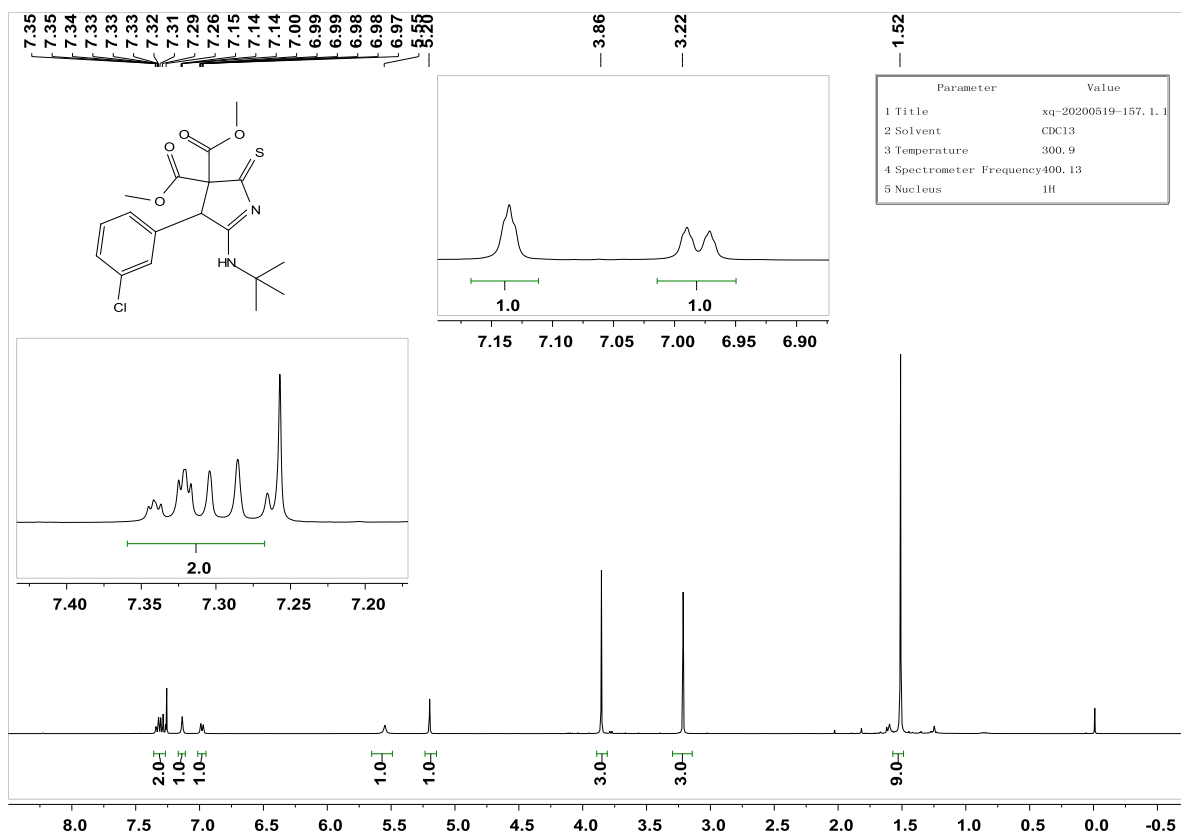 7.35
7.35
7.34
7.33
7.33
7.33
7.32
7.31
7.29
7.26
7.15
7.14
7.14
7.00
6.99
6.99
6.98
6.98
6.97
5.55
5.20
3.86
3.22
1.52
Parameter Value
1 Title xq-20200519-157.1.1
2 Solvent CDCl3
3 Temperature 300.9
4 Spectrometer Frequency 400.13
5 Nucleus 1H
O
O
O
O
S
N
HN
Cl
1.0 1.0
7.15 7.10 7.05 7.00 6.95 6.90
2.0
7.40 7.35 7.30 7.25 7.20
2.0
1.0
1.0
1.0
1.0
3.0
3.0
9.0
8.0 7.5 7.0 6.5 6.0 5.5 5.0 4.5 4.0 3.5 3.0 2.5 2.0 1.5 1.0 0.5 0.0 -0.5